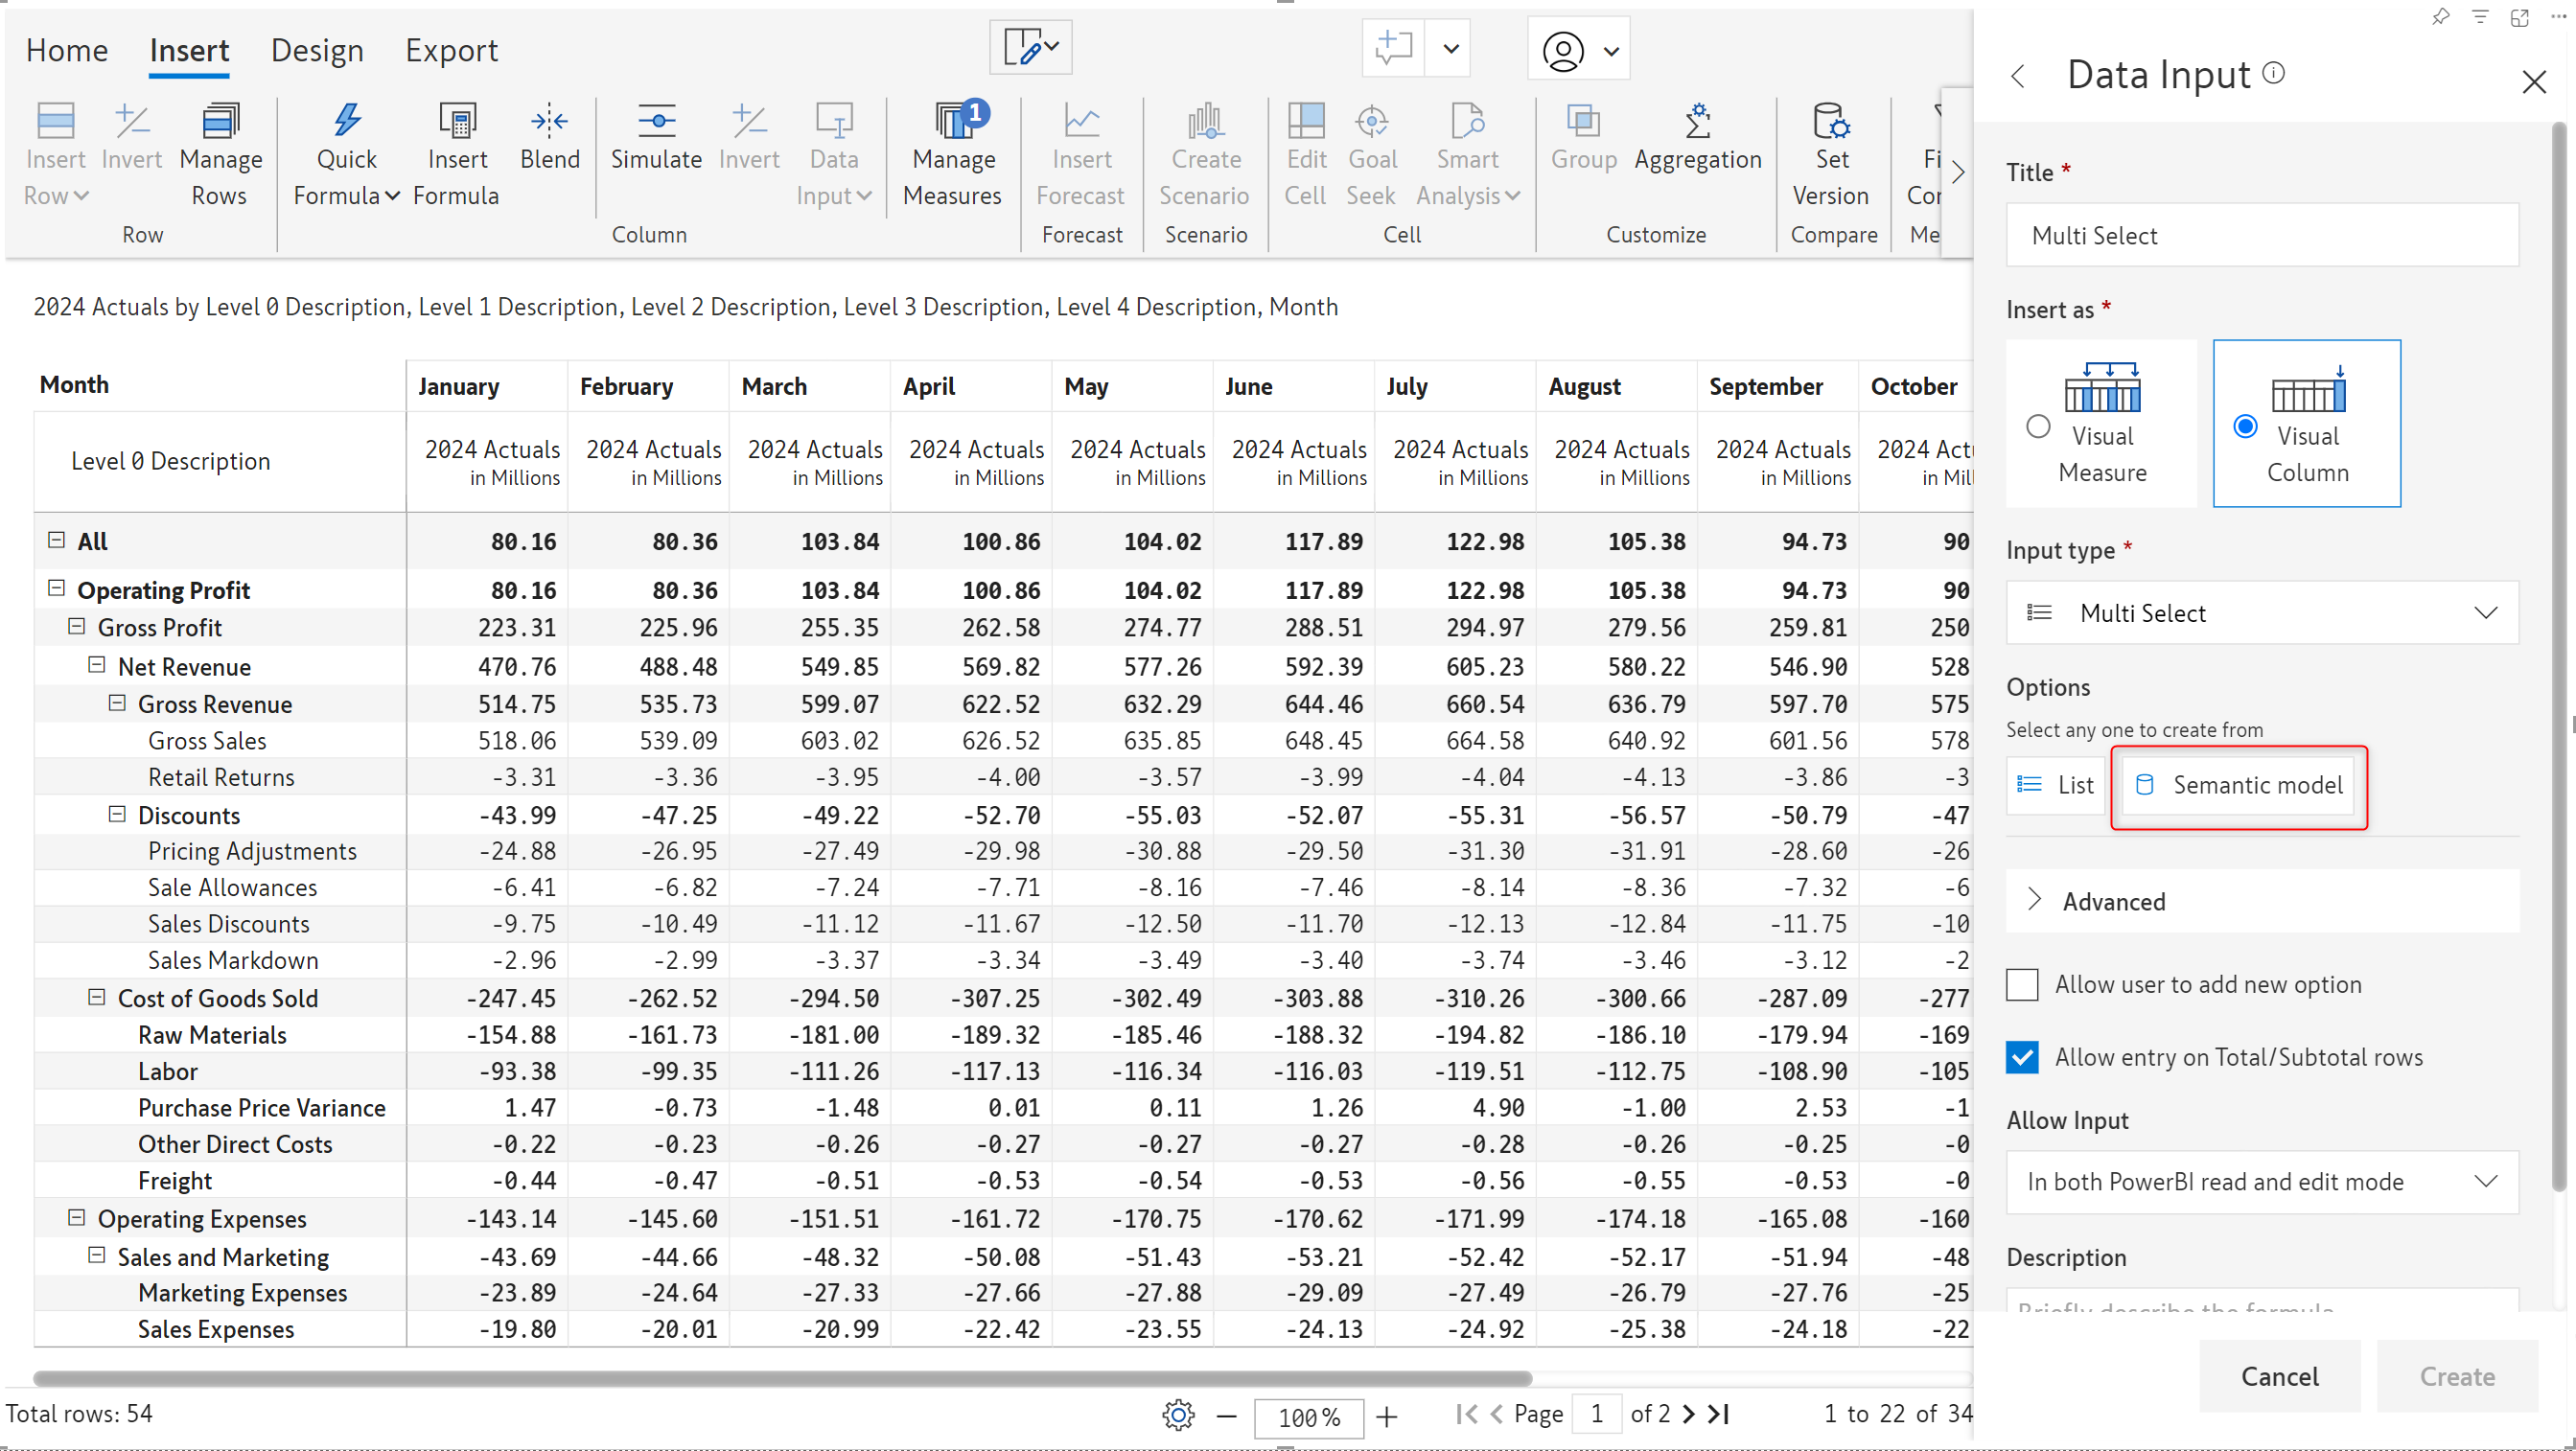 Home Insert Design Export
Insert Row Invert Manage Rows Quick Formula Insert Formula Blend Simulate Invert Data Input Manage Measures 1 Insert Forecast Create Scenario Edit Cell Goal Seek Smart Analysis Group Aggregation Set Version
Row Column Forecast Scenario Cell Customize Compare
2024 Actuals by Level 0 Description, Level 1 Description, Level 2 Description, Level 3 Description, Level 4 Description, Month
Month January February March April May June July August September October
Level 0 Description 2024 Actuals 2024 Actuals 2024 Actuals 2024 Actuals 2024 Actuals 2024 Actuals 2024 Actuals 2024 Actuals 2024 Actuals 2024 Act
in Millions in Millions in Millions in Millions in Millions in Millions in Millions in Millions in Millions in Mil
All 80.16 80.36 103.84 100.86 104.02 117.89 122.98 105.38 94.73 90
Operating Profit 80.16 80.36 103.84 100.86 104.02 117.89 122.98 105.38 94.73 90
Gross Profit 223.31 225.96 255.35 262.58 274.77 288.51 294.97 279.56 259.81 250
Net Revenue 470.76 488.48 549.85 569.82 577.26 592.39 605.23 580.22 546.90 528
Gross Revenue 514.75 535.73 599.07 622.52 632.29 644.46 660.54 636.79 597.70 575
Gross Sales 518.06 539.09 603.02 626.52 635.85 648.45 664.58 640.92 601.56 578
Retail Returns -3.31 -3.36 -3.95 -4.00 -3.57 -3.99 -4.04 -4.13 -3.86 -3
Discounts -43.99 -47.25 -49.22 -52.70 -55.03 -52.07 -55.31 -56.57 -50.79 -47
Pricing Adjustments -24.88 -26.95 -27.49 -29.98 -30.88 -29.50 -31.30 -31.91 -28.60 -26
Sale Allowances -6.41 -6.82 -7.24 -7.71 -8.16 -7.46 -8.14 -8.36 -7.32 -6
Sales Discounts -9.75 -10.49 -11.12 -11.67 -12.50 -11.70 -12.13 -12.84 -11.75 -10
Sales Markdown -2.96 -2.99 -3.37 -3.34 -3.49 -3.40 -3.74 -3.46 -3.12 -2
Cost of Goods Sold -247.45 -262.52 -294.50 -307.25 -302.49 -303.88 -310.26 -300.66 -287.09 -277
Raw Materials -154.88 -161.73 -181.00 -189.32 -185.46 -188.32 -194.82 -186.10 -179.94 -169
Labor -93.38 -99.35 -111.26 -117.13 -116.34 -116.03 -119.51 -112.75 -108.90 -105
Purchase Price Variance 1.47 -0.73 -1.48 0.01 0.11 1.26 4.90 -1.00 2.53 -1
Other Direct Costs -0.22 -0.23 -0.26 -0.27 -0.27 -0.27 -0.28 -0.26 -0.25 -0
Freight -0.44 -0.47 -0.51 -0.53 -0.54 -0.53 -0.56 -0.55 -0.53 -0
Operating Expenses -143.14 -145.60 -151.51 -161.72 -170.75 -170.62 -171.99 -174.18 -165.08 -160
Sales and Marketing -43.69 -44.66 -48.32 -50.08 -51.43 -53.21 -52.42 -52.17 -51.94 -48
Marketing Expenses -23.89 -24.64 -27.33 -27.66 -27.88 -29.09 -27.49 -26.79 -27.76 -25
Sales Expenses -19.80 -20.01 -20.99 -22.42 -23.55 -24.13 -24.92 -25.38 -24.18 -22
Total rows: 54 100% Page 1 of 2 1 to 22 of 34
Data Input
Title *
Multi Select
Insert as *
Visual Measure
Visual Column
Input type *
Multi Select
Options
Select any one to create from
List Semantic model
Advanced
Allow user to add new option
Allow entry on Total/Subtotal rows
Allow Input
In both PowerBI read and edit mode
Description
Briefly describe the formula
Cancel Create